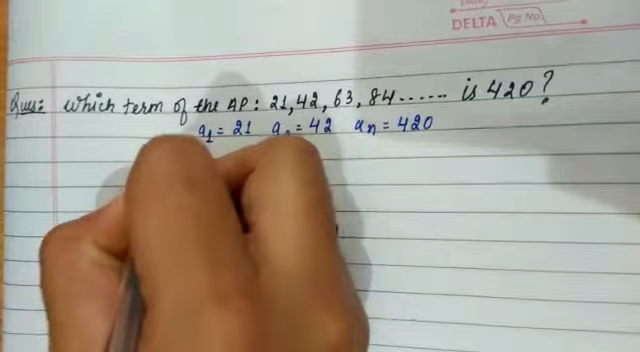 DELTA Pg No.
Ques: Which term of the AP: 21, 42, 63, 84...... is 420?
a1 = 21 a2 = 42 an = 420